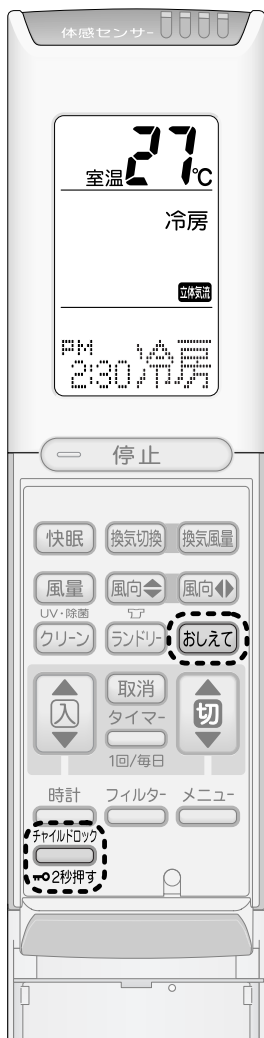 体感センサー
室温 27℃
冷房
立体気流
PM 2:30 冷房
停止
快眠 換気切換 換気風量
風量 風向 風向
UV・除菌
クリーン ランドリー おしえて
入 取消 切
タイマー
1回/毎日
時計 フィルター メニュー
チャイルドロック
2秒押す